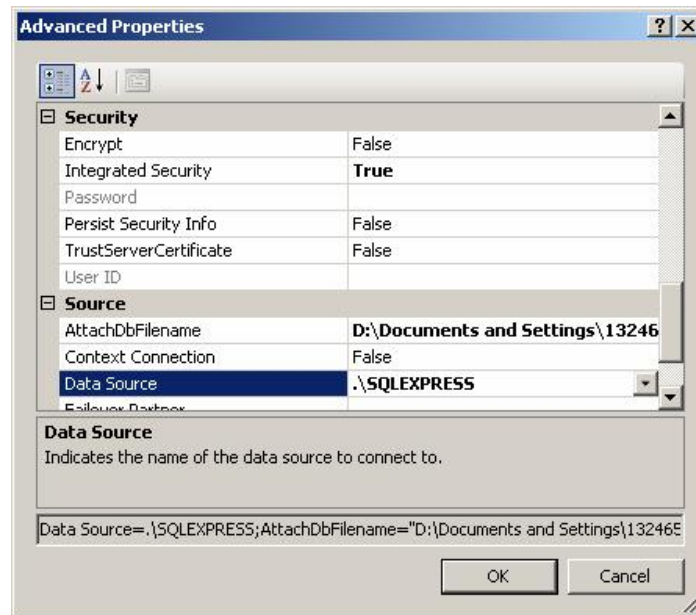 Advanced Properties
Security
Encrypt False
Integrated Security True
Password
Persist Security Info False
TrustServerCertificate False
User ID
Source
AttachDbFilename D:\Documents and Settings\13246
Context Connection False
Data Source .\SQLEXPRESS
Failover Partner
Data Source
Indicates the name of the data source to connect to.
Data Source=.\SQLEXPRESS;AttachDbFilename="D:\Documents and Settings\132465
OK Cancel